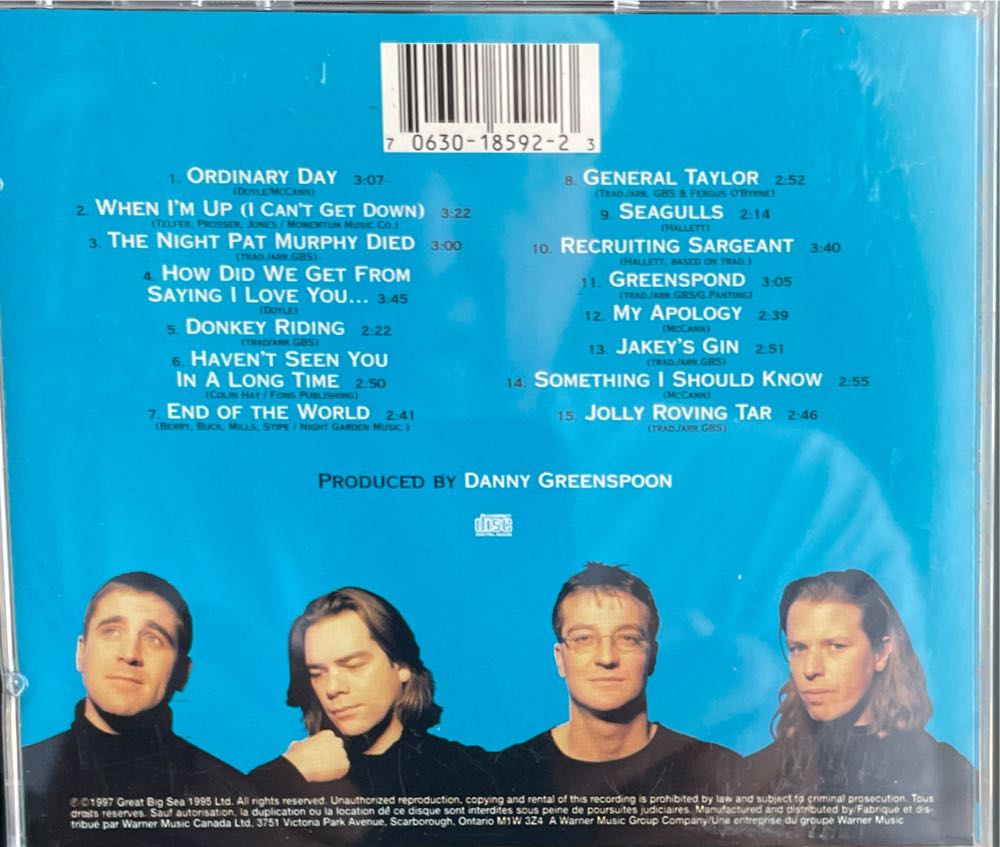 7 0630-18592-2 3
1. ORDINARY DAY 3:07
(DOYLE/MCCANN)
2. WHEN I'M UP (I CAN'T GET DOWN) 3:22
(TELFER, PROSSER, JONES / MOMENTUM MUSIC CO.)
3. THE NIGHT PAT MURPHY DIED 3:00
(TRAD./ARR.GBS)
4. HOW DID WE GET FROM
SAYING I LOVE YOU... 3:45
(DOYLE)
5. DONKEY RIDING 2:22
(TRAD/ARR.GBS)
6. HAVEN'T SEEN YOU
IN A LONG TIME 2:50
(COLIN HAY / FONG PUBLISHING)
7. END OF THE WORLD 2:41
(BERRY, BUCK, MILLS, STIPE / NIGHT GARDEN MUSIC )
8. GENERAL TAYLOR 2:52
(TRAD./ARR. GBS & FERGUS O'BYRNE)
9. SEAGULLS 2:14
(HALLETT)
10. RECRUITING SARGEANT 3:40
(HALLETT, BASED ON TRAD.)
11. GREENSPOND 3:05
(TRAD./ARR.GBS/G.PANTING)
12. MY APOLOGY 2:39
(MCCANN)
13. JAKEY'S GIN 2:51
(TRAD./ARR.GBS)
14. SOMETHING I SHOULD KNOW 2:55
(MCCANN)
15. JOLLY ROVING TAR 2:46
(TRAD./ARR.GBS)
PRODUCED BY DANNY GREENSPOON
COMPACT
disc
DIGITAL AUDIO
℗©1997 Great Big Sea 1995 Ltd. All rights reserved. Unauthorized reproduction, copying and rental of this recording is prohibited by law and subject to criminal prosecution. Tous
droits réserves. Sauf autorisation, la duplication ou la location de ce disque sont interdites sous peine de poursuites judiciaires. Manufactured and distributed by/Fabrique et dis-
tribué par Warner Music Canada Ltd, 3751 Victoria Park Avenue, Scarborough, Ontario M1W 3Z4 A Warner Music Group Company/Une entreprise du groupe Warner Music